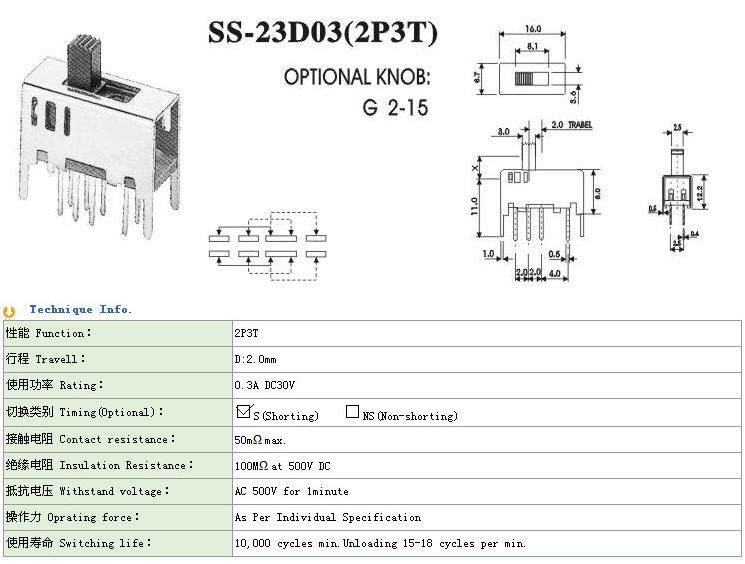 SS-23D03(2P3T)
OPTIONAL KNOB:
G 2-15
16.0
8.1
6.7
3.6
2.0 TRABEL
3.0
X
11.0
8.0
1.0
0.5
2.0 2.0 4.0
2.5
12.2
0.5
0.4
Technique Info.
性能 Function：
2P3T
行程 Travell：
D:2.0mm
使用功率 Rating：
0.3A DC30V
切换类别 Timing(Optional)：
S(Shorting) NS(Non-shorting)
接触电阻 Contact resistance：
50mΩ max.
绝缘电阻 Insulation Resistance：
100MΩ at 500V DC
抵抗电压 Withstand voltage：
AC 500V for 1minute
操作力 Oprating force：
As Per Individual Specification
使用寿命 Switching life：
10,000 cycles min.Unloading 15-18 cycles per min.